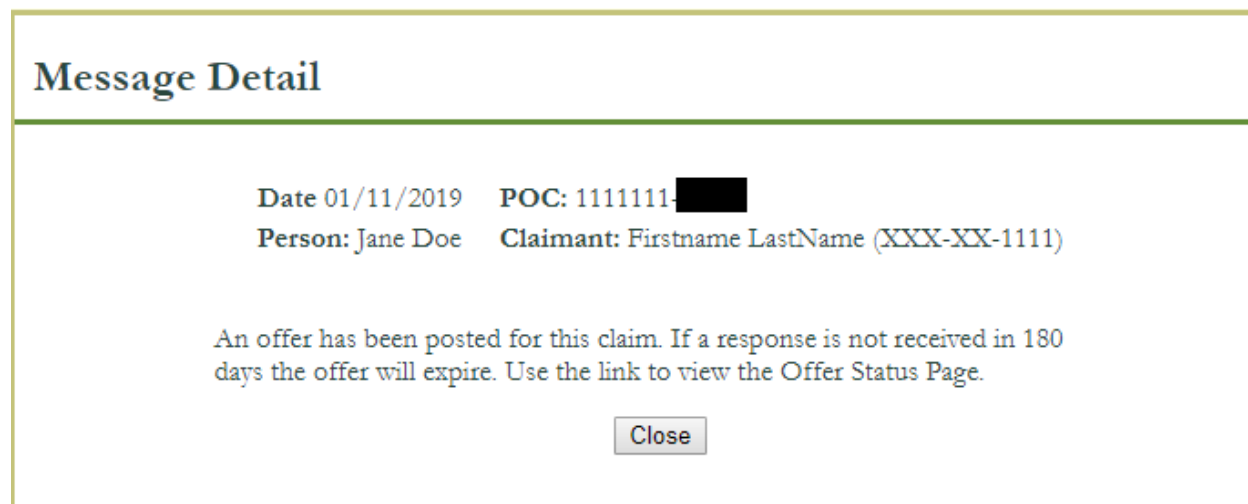 Message Detail
Date 01/11/2019 POC: 1111111-
Person: Jane Doe Claimant: Firstname LastName (XXX-XX-1111)
An offer has been posted for this claim. If a response is not received in 180
days the offer will expire. Use the link to view the Offer Status Page.
Close